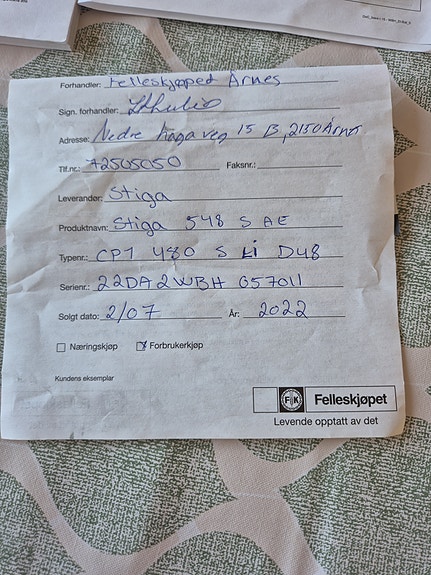 Forhandler: Felleskjøpet Arnes
Sign. forhandler:
Adresse: Nedre Hagaveg 15 B, 2150 Årnes
Tlf.nr.: 72505050 Faksnr.:
Leverandør: Stiga
Produktnavn: Stiga 548 S AE
Typenr.: CP1 480 S Li D48
Serienr.: 22DA2WBH 057011
Solgt dato: 2/07 År: 2022
Næringskjøp Forbrukerkjøp
Kundens eksemplar
FK Felleskjøpet
Levende opptatt av det